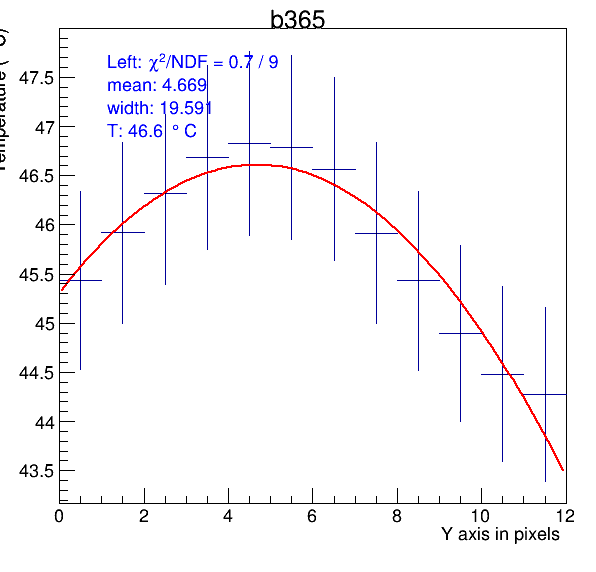 b365
Temperature (° C)
Left: χ²/NDF = 0.7 / 9
mean: 4.669
width: 19.591
T: 46.6 ° C
47.5
47
46.5
46
45.5
45
44.5
44
43.5
0 2 4 6 8 10 12
Y axis in pixels